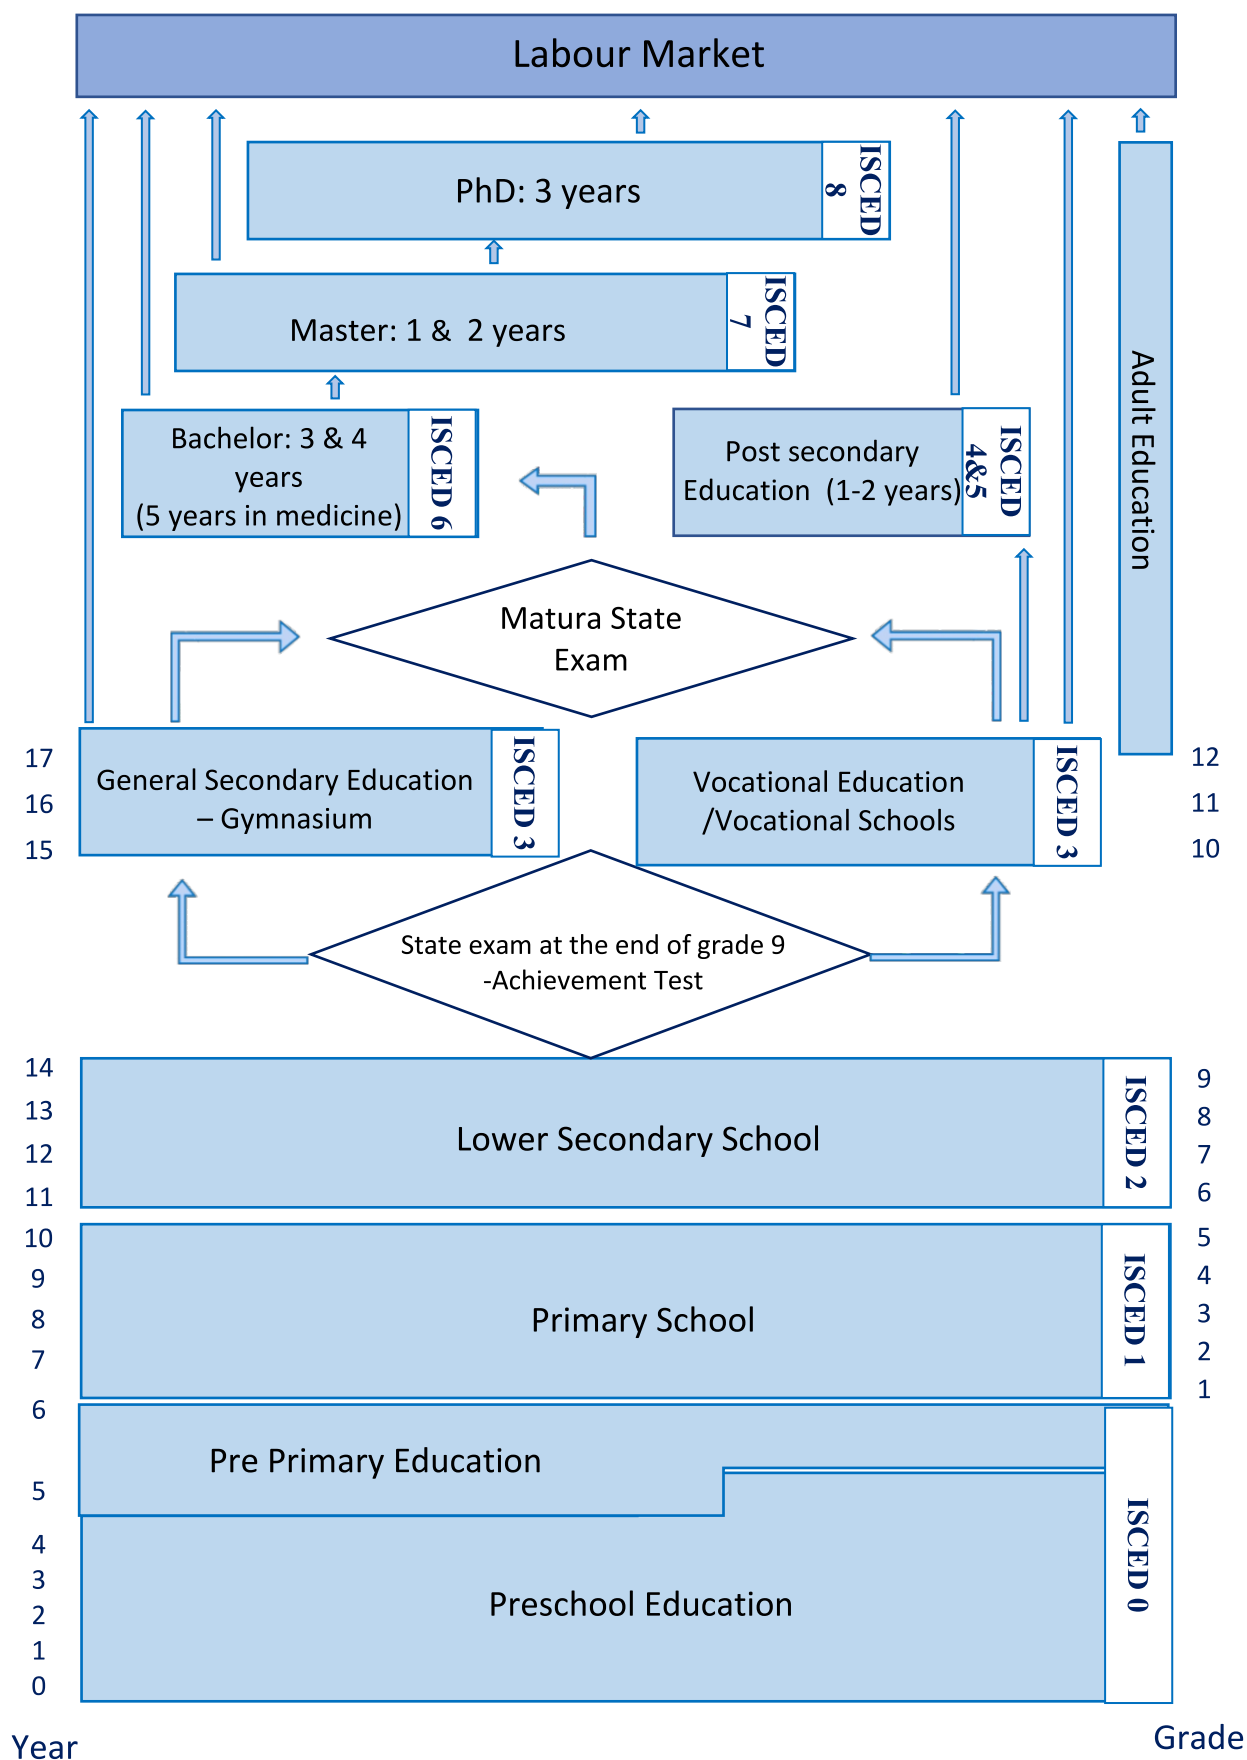 Labour Market
PhD: 3 years
ISCED
8
Master: 1 & 2 years
ISCED
7
Bachelor: 3 & 4
years
(5 years in medicine)
ISCED 6
Post secondary
Education (1-2 years)
ISCED
4&5
Adult Education
Matura State
Exam
17
16
15
General Secondary Education
– Gymnasium
ISCED 3
Vocational Education
/Vocational Schools
ISCED 3
12
11
10
State exam at the end of grade 9
-Achievement Test
14
13
12
11
Lower Secondary School
ISCED 2
9
8
7
6
10
9
8
7
Primary School
ISCED 1
5
4
3
2
1
6
5
Pre Primary Education
4
3
2
1
0
Preschool Education
ISCED 0
Year
Grade